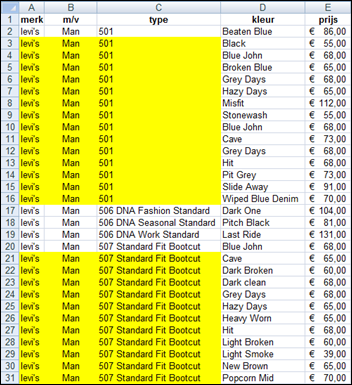 A B C D E
1 merk m/v type kleur prijs
2 levi's Man 501 Beaten Blue € 86,00
3 levi's Man 501 Black € 55,00
4 levi's Man 501 Blue John € 68,00
5 levi's Man 501 Broken Blue € 65,00
6 levi's Man 501 Grey Days € 68,00
7 levi's Man 501 Hazy Days € 65,00
8 levi's Man 501 Misfit € 112,00
9 levi's Man 501 Stonewash € 55,00
10 levi's Man 501 Blue John € 68,00
11 levi's Man 501 Cave € 73,00
12 levi's Man 501 Grey Days € 68,00
13 levi's Man 501 Hit € 68,00
14 levi's Man 501 Pit Grey € 73,00
15 levi's Man 501 Slide Away € 91,00
16 levi's Man 501 Wiped Blue Denim € 70,00
17 levi's Man 506 DNA Fashion Standard Dark One € 104,00
18 levi's Man 506 DNA Seasonal Standard Pitch Black € 81,00
19 levi's Man 506 DNA Work Standard Last Ride € 131,00
20 levi's Man 507 Standard Fit Bootcut Blue John € 68,00
21 levi's Man 507 Standard Fit Bootcut Cave € 65,00
22 levi's Man 507 Standard Fit Bootcut Dark Broken € 60,00
23 levi's Man 507 Standard Fit Bootcut Dark clean € 68,00
24 levi's Man 507 Standard Fit Bootcut Grey Days € 68,00
25 levi's Man 507 Standard Fit Bootcut Hazy Days € 65,00
26 levi's Man 507 Standard Fit Bootcut Heavy Worn € 65,00
27 levi's Man 507 Standard Fit Bootcut Hit € 68,00
28 levi's Man 507 Standard Fit Bootcut Light Broken € 60,00
29 levi's Man 507 Standard Fit Bootcut Light Smoke € 39,00
30 levi's Man 507 Standard Fit Bootcut New Brown € 65,00
31 levi's Man 507 Standard Fit Bootcut Popcorn Mid € 70,00